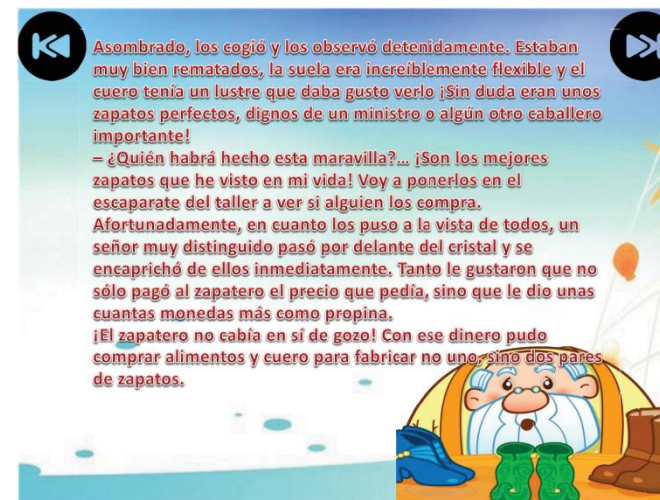 Asombrado, los cogió y los observó detenidamente. Estaban
muy bien rematados, la suela era increíblemente flexible y el
cuero tenía un lustre que daba gusto verlo ¡Sin duda eran unos
zapatos perfectos, dignos de un ministro o algún otro caballero
importante!
– ¿Quién habrá hecho esta maravilla?... ¡Son los mejores
zapatos que he visto en mi vida! Voy a ponerlos en el
escaparate del taller a ver si alguien los compra.
Afortunadamente, en cuanto los puso a la vista de todos, un
señor muy distinguido pasó por delante del cristal y se
encaprichó de ellos inmediatamente. Tanto le gustaron que no
sólo pagó al zapatero el precio que pedía, sino que le dio unas
cuantas monedas más como propina.
¡El zapatero no cabía en sí de gozo! Con ese dinero pudo
comprar alimentos y cuero para fabricar no uno, sino dos pares
de zapatos.